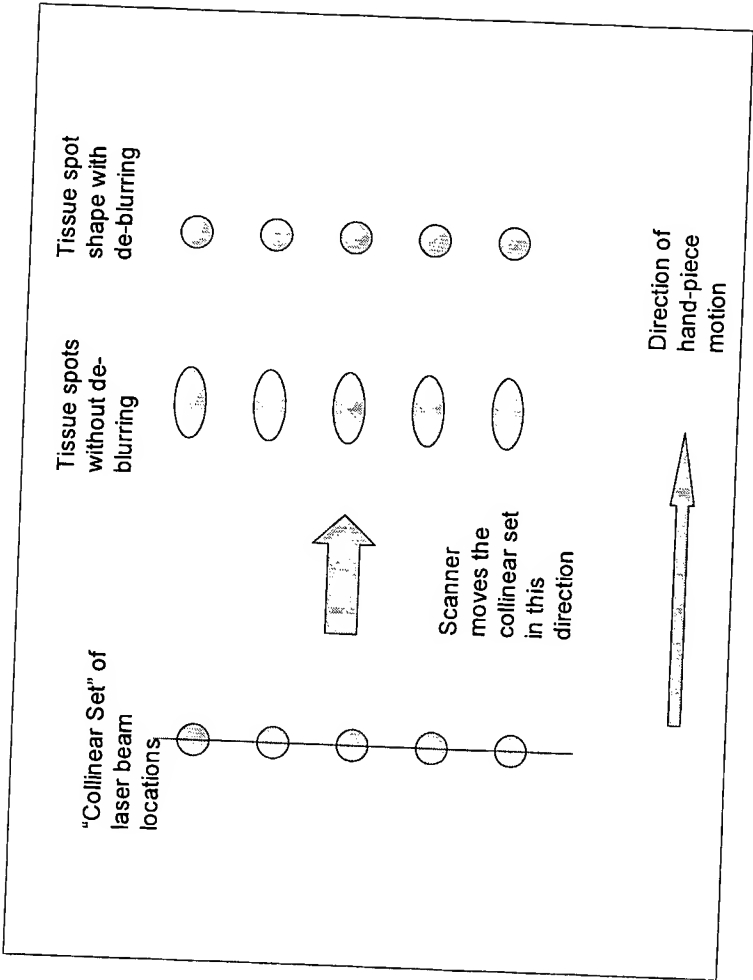 "Collinear Set" of
laser beam
locations
Tissue spots
without de-
blurring
Tissue spot
shape with
de-blurring
Scanner
moves the
collinear set
in this
direction
Direction of
hand-piece
motion